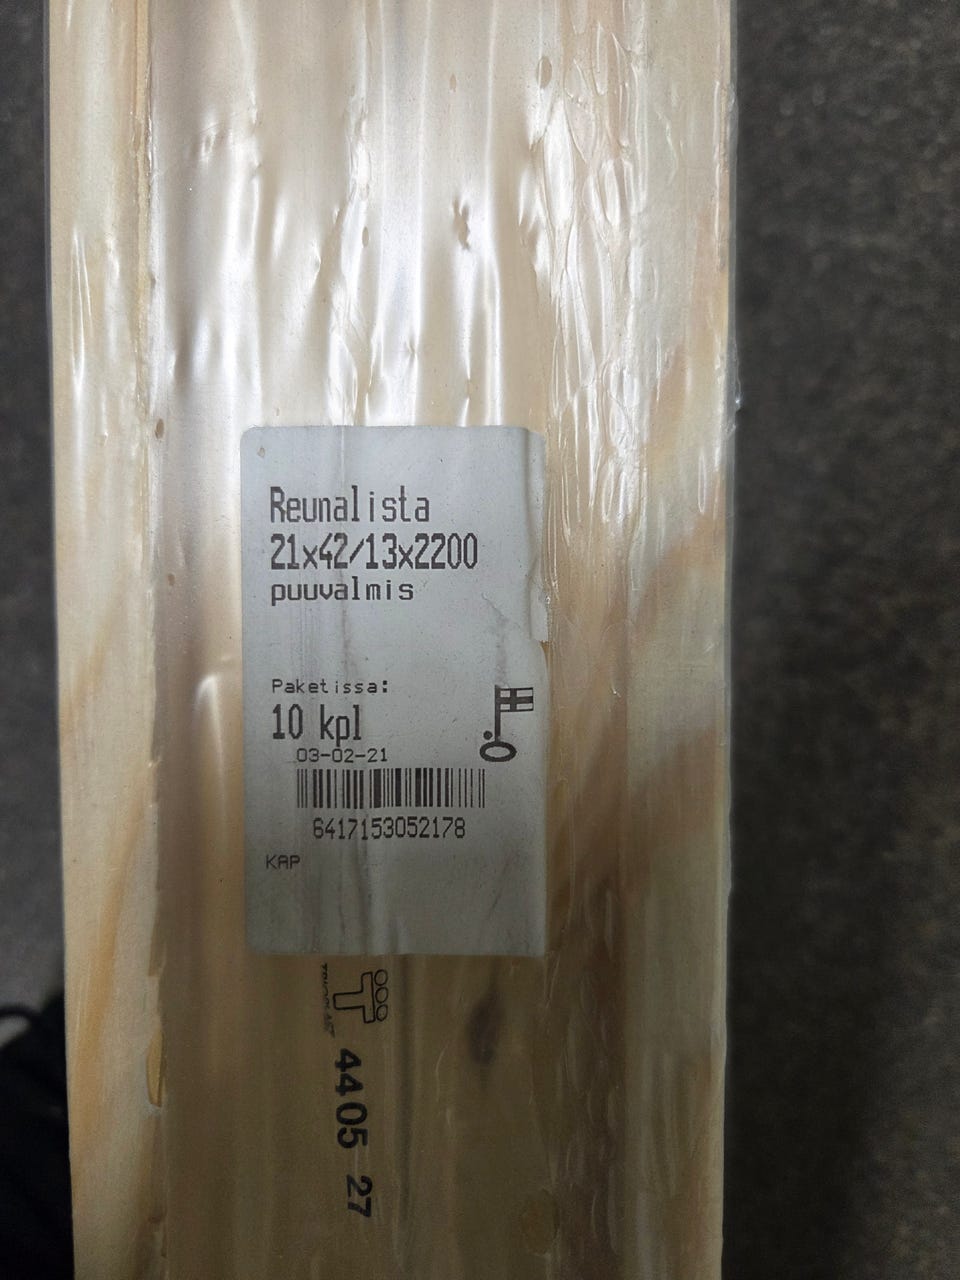 Reunalista
21x42/13x2200
puuvalmis
Paketissa:
10 kpl
03-02-21
6417153052178
KAP
4405 27